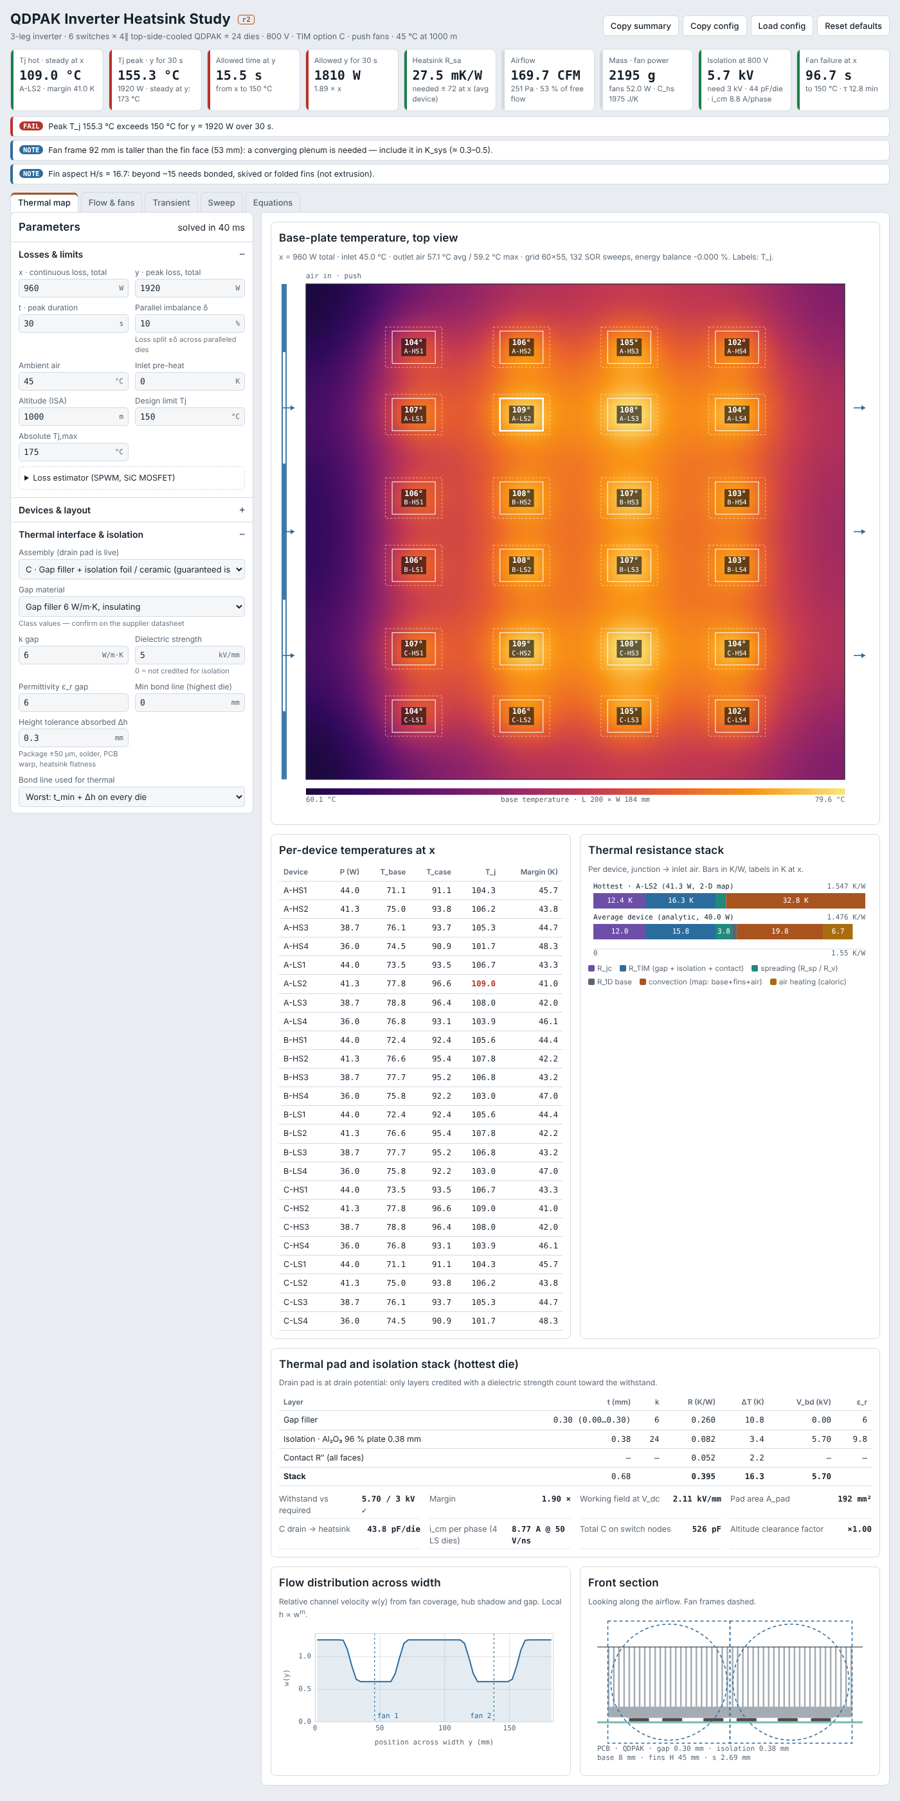 QDPAK Inverter Heatsink Study r2
3-leg inverter · 6 switches × 4∥ top-side-cooled QDPAK = 24 dies · 800 V · TIM option C · push fans · 45 °C at 1000 m
Copy summary Copy config Load config Reset defaults
Tj hot · steady at x
109.0 °C
A-LS2 · margin 41.0 K
Tj peak · y for 30 s
155.3 °C
1920 W · steady at y:
173 °C
Allowed time at y
15.5 s
from x to 150 °C
Allowed y for 30 s
1810 W
1.89 × x
Heatsink R_sa
27.5 mK/W
needed ≤ 72 at x (avg
device)
Airflow
169.7 CFM
251 Pa · 53 % of free
flow
Mass · fan power
2195 g
fans 52.0 W · C_hs
1975 J/K
Isolation at 800 V
5.7 kV
need 3 kV · 44 pF/die
· i_cm 8.8 A/phase
Fan failure at x
96.7 s
to 150 °C · τ 12.8 min
FAIL Peak T_j 155.3 °C exceeds 150 °C for y = 1920 W over 30 s.
NOTE Fan frame 92 mm is taller than the fin face (53 mm): a converging plenum is needed — include it in K_sys (≈ 0.3–0.5).
NOTE Fin aspect H/s = 16.7: beyond ~15 needs bonded, skived or folded fins (not extrusion).
Thermal map Flow & fans Transient Sweep Equations
Parameters solved in 40 ms
Losses & limits −
x · continuous loss, total y · peak loss, total
960 W 1920 W
t · peak duration Parallel imbalance δ
30 s 10 %
Loss split ±δ across paralleled
dies
Ambient air Inlet pre-heat
45 °C 0 K
Altitude (ISA) Design limit Tj
1000 m 150 °C
Absolute Tj,max
175 °C
▶ Loss estimator (SPWM, SiC MOSFET)
Devices & layout +
Thermal interface & isolation −
Assembly (drain pad is live)
C · Gap filler + isolation foil / ceramic (guaranteed is
Gap material
Gap filler 6 W/m·K, insulating
Class values — confirm on the supplier datasheet
k gap Dielectric strength
6 W/m·K 5 kV/mm
0 = not credited for isolation
Permittivity ε_r gap Min bond line (highest die)
6 0 mm
Height tolerance absorbed Δh
0.3 mm
Package ±50 µm, solder, PCB
warp, heatsink flatness
Bond line used for thermal
Worst: t_min + Δh on every die
Base-plate temperature, top view
x = 960 W total · inlet 45.0 °C · outlet air 57.1 °C avg / 59.2 °C max · grid 60×55, 132 SOR sweeps, energy balance -0.000 %. Labels: T_j.
air in · push
104° 106° 105° 102°
A-HS1 A-HS2 A-HS3 A-HS4
107° 109° 108° 104°
A-LS1 A-LS2 A-LS3 A-LS4
106° 108° 107° 103°
B-HS1 B-HS2 B-HS3 B-HS4
106° 108° 107° 103°
B-LS1 B-LS2 B-LS3 B-LS4
107° 109° 108° 104°
C-HS1 C-HS2 C-HS3 C-HS4
104° 106° 105° 102°
C-LS1 C-LS2 C-LS3 C-LS4
60.1 °C base temperature · L 200 × W 184 mm 79.6 °C
Per-device temperatures at x
Device P (W) T_base T_case T_j Margin (K)
A-HS1 44.0 71.1 91.1 104.3 45.7
A-HS2 41.3 75.0 93.8 106.2 43.8
A-HS3 38.7 76.1 93.7 105.3 44.7
A-HS4 36.0 74.5 90.9 101.7 48.3
A-LS1 44.0 73.5 93.5 106.7 43.3
A-LS2 41.3 77.8 96.6 109.0 41.0
A-LS3 38.7 78.8 96.4 108.0 42.0
A-LS4 36.0 76.8 93.1 103.9 46.1
B-HS1 44.0 72.4 92.4 105.6 44.4
B-HS2 41.3 76.6 95.4 107.8 42.2
B-HS3 38.7 77.7 95.2 106.8 43.2
B-HS4 36.0 75.8 92.2 103.0 47.0
B-LS1 44.0 72.4 92.4 105.6 44.4
B-LS2 41.3 76.6 95.4 107.8 42.2
B-LS3 38.7 77.7 95.2 106.8 43.2
B-LS4 36.0 75.8 92.2 103.0 47.0
C-HS1 44.0 73.5 93.5 106.7 43.3
C-HS2 41.3 77.8 96.6 109.0 41.0
C-HS3 38.7 78.8 96.4 108.0 42.0
C-HS4 36.0 76.8 93.1 103.9 46.1
C-LS1 44.0 71.1 91.1 104.3 45.7
C-LS2 41.3 75.0 93.8 106.2 43.8
C-LS3 38.7 76.1 93.7 105.3 44.7
C-LS4 36.0 74.5 90.9 101.7 48.3
Thermal resistance stack
Per device, junction → inlet air. Bars in K/W, labels in K at x.
Hottest · A-LS2 (41.3 W, 2-D map) 1.547 K/W
12.4 K 16.3 K 32.8 K
Average device (analytic, 40.0 W) 1.476 K/W
12.0 15.8 3.8 19.8 6.7
0 1.55 K/W
R_jc R_TIM (gap + isolation + contact) spreading (R_sp / R_v)
R_1D base convection (map: base+fins+air) air heating (caloric)
Thermal pad and isolation stack (hottest die)
Drain pad is at drain potential: only layers credited with a dielectric strength count toward the withstand.
Layer t (mm) k R (K/W) ΔT (K) V_bd (kV) ε_r
Gap filler 0.30 (0.00…0.30) 6 0.260 10.8 0.00 6
Isolation · Al₂O₃ 96 % plate 0.38 mm 0.38 24 0.082 3.4 5.70 9.8
Contact R″ (all faces) — — 0.052 2.2 — —
Stack 0.68 0.395 16.3 5.70
Withstand vs required 5.70 / 3 kV ✓ Margin 1.90 × Working field at V_dc 2.11 kV/mm Pad area A_pad 192 mm²
C drain → heatsink 43.8 pF/die i_cm per phase (4 LS dies) 8.77 A @ 50 V/ns Total C on switch nodes 526 pF Altitude clearance factor ×1.00
Flow distribution across width
Relative channel velocity w(y) from fan coverage, hub shadow and gap. Local
h ∝ wᵐ.
w(y)
1.0
0.5
0.0
fan 1 fan 2
0 50 100 150
position across width y (mm)
Front section
Looking along the airflow. Fan frames dashed.
PCB · QDPAK · gap 0.30 mm · isolation 0.38 mm
base 8 mm · fins H 45 mm · s 2.69 mm